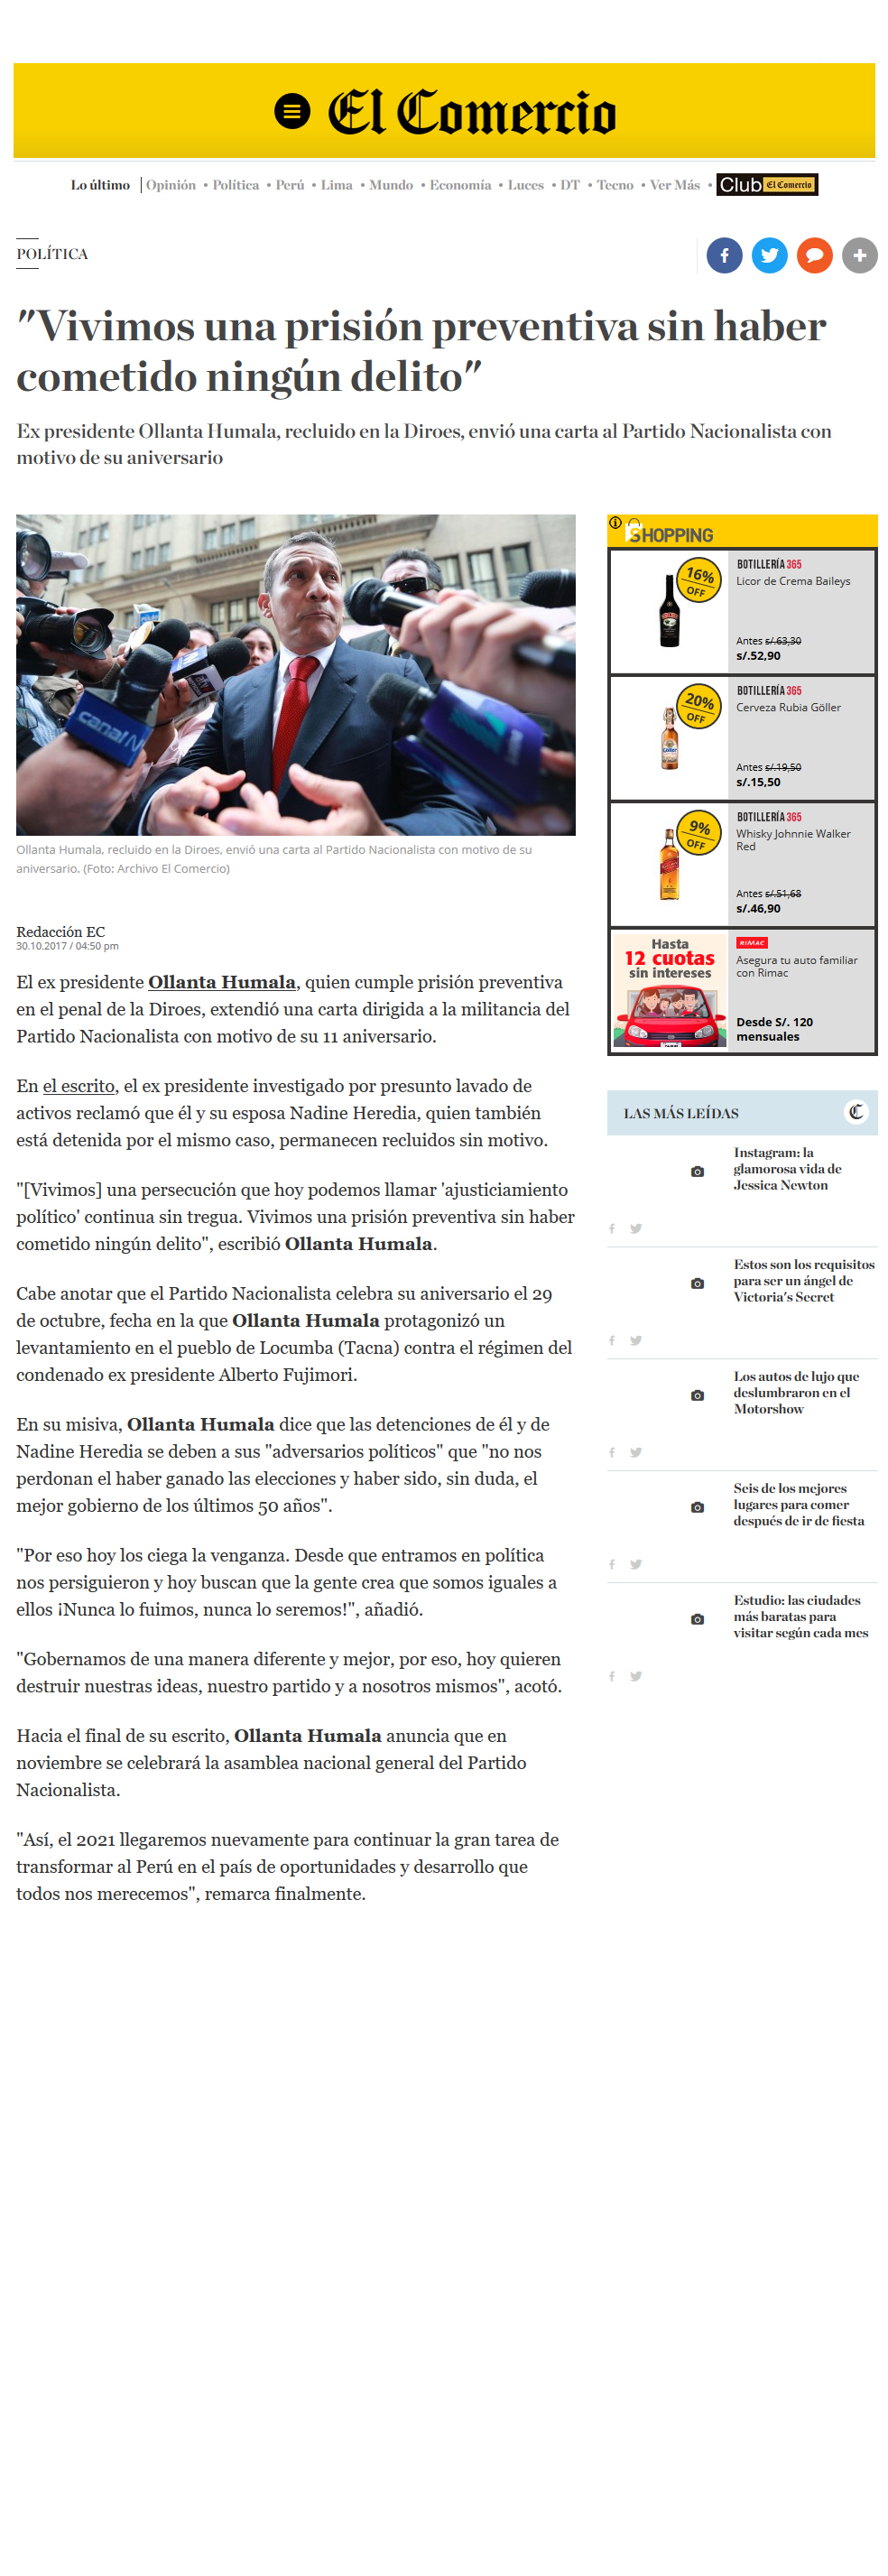 El Comercio
Lo último | Opinión • Política • Perú • Lima • Mundo • Economía • Luces • DT • Tecno • Ver Más • Club El Comercio
POLÍTICA
"Vivimos una prisión preventiva sin haber
cometido ningún delito"
Ex presidente Ollanta Humala, recluido en la Diroes, envió una carta al Partido Nacionalista con
motivo de su aniversario
canalN
Ollanta Humala, recluido en la Diroes, envió una carta al Partido Nacionalista con motivo de su
aniversario. (Foto: Archivo El Comercio)
Redacción EC
30.10.2017 / 04:50 pm
El ex presidente Ollanta Humala, quien cumple prisión preventiva
en el penal de la Diroes, extendió una carta dirigida a la militancia del
Partido Nacionalista con motivo de su 11 aniversario.
En el escrito, el ex presidente investigado por presunto lavado de
activos reclamó que él y su esposa Nadine Heredia, quien también
está detenida por el mismo caso, permanecen recluidos sin motivo.
"[Vivimos] una persecución que hoy podemos llamar 'ajusticiamiento
político' continua sin tregua. Vivimos una prisión preventiva sin haber
cometido ningún delito", escribió Ollanta Humala.
Cabe anotar que el Partido Nacionalista celebra su aniversario el 29
de octubre, fecha en la que Ollanta Humala protagonizó un
levantamiento en el pueblo de Locumba (Tacna) contra el régimen del
condenado ex presidente Alberto Fujimori.
En su misiva, Ollanta Humala dice que las detenciones de él y de
Nadine Heredia se deben a sus "adversarios políticos" que "no nos
perdonan el haber ganado las elecciones y haber sido, sin duda, el
mejor gobierno de los últimos 50 años".
"Por eso hoy los ciega la venganza. Desde que entramos en política
nos persiguieron y hoy buscan que la gente crea que somos iguales a
ellos ¡Nunca lo fuimos, nunca lo seremos!", añadió.
"Gobernamos de una manera diferente y mejor, por eso, hoy quieren
destruir nuestras ideas, nuestro partido y a nosotros mismos", acotó.
Hacia el final de su escrito, Ollanta Humala anuncia que en
noviembre se celebrará la asamblea nacional general del Partido
Nacionalista.
"Así, el 2021 llegaremos nuevamente para continuar la gran tarea de
transformar al Perú en el país de oportunidades y desarrollo que
todos nos merecemos", remarca finalmente.
SHOPPING
16%
OFF
BOTILLERÍA365
Licor de Crema Baileys
Antes s/.63,30
s/.52,90
20%
OFF
BOTILLERÍA365
Cerveza Rubia Göller
Antes s/.19,50
s/.15,50
9%
OFF
BOTILLERÍA365
Whisky Johnnie Walker
Red
Antes s/.51,68
s/.46,90
Hasta
12 cuotas
sin intereses
RIMAC
Asegura tu auto familiar
con Rimac
Desde S/. 120
mensuales
LAS MÁS LEÍDAS
Instagram: la
glamorosa vida de
Jessica Newton
Estos son los requisitos
para ser un ángel de
Victoria's Secret
Los autos de lujo que
deslumbraron en el
Motorshow
Seis de los mejores
lugares para comer
después de ir de fiesta
Estudio: las ciudades
más baratas para
visitar según cada mes